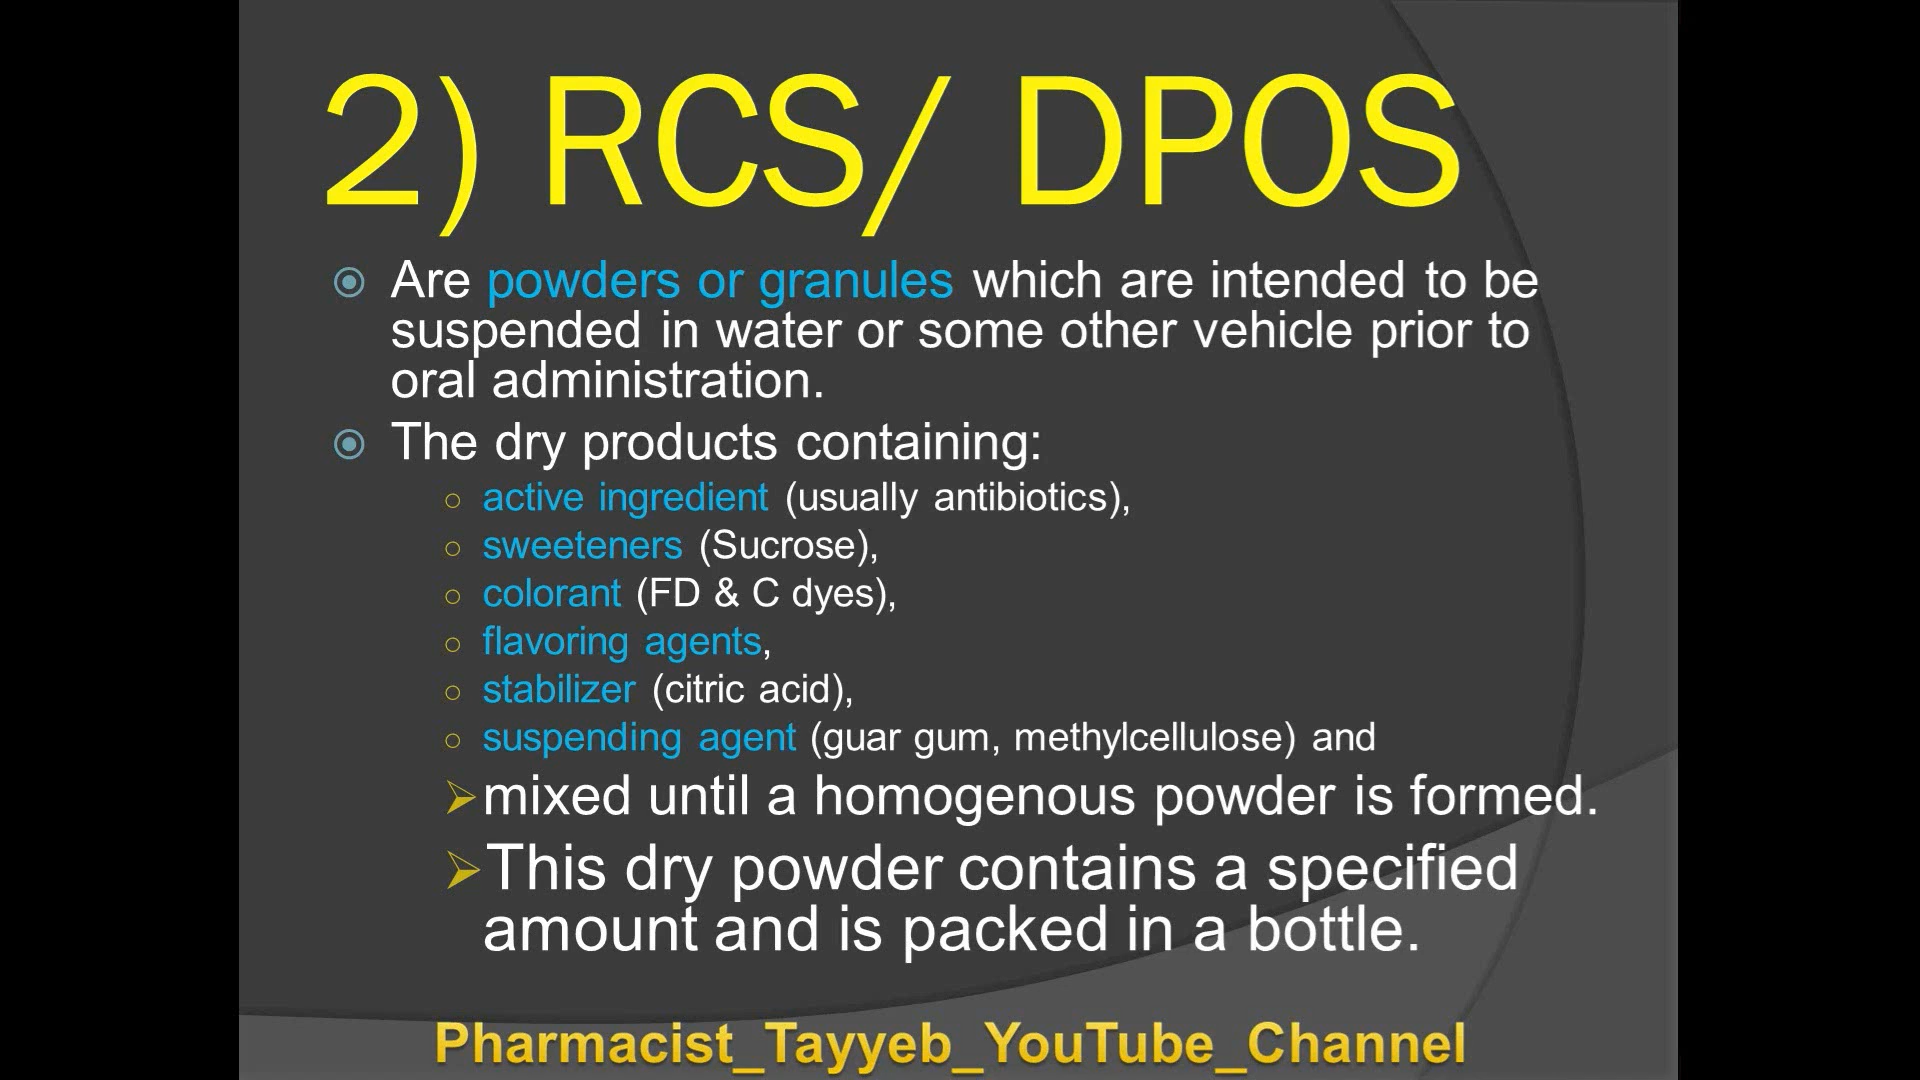 2) RCS/ DPOS
Are powders or granules which are intended to be
suspended in water or some other vehicle prior to
oral administration.
The dry products containing:
active ingredient (usually antibiotics),
sweeteners (Sucrose),
colorant (FD & C dyes),
flavoring agents,
stabilizer (citric acid),
suspending agent (guar gum, methylcellulose) and
mixed until a homogenous powder is formed.
This dry powder contains a specified
amount and is packed in a bottle.
Pharmacist_Tayyeb_YouTube_Channel